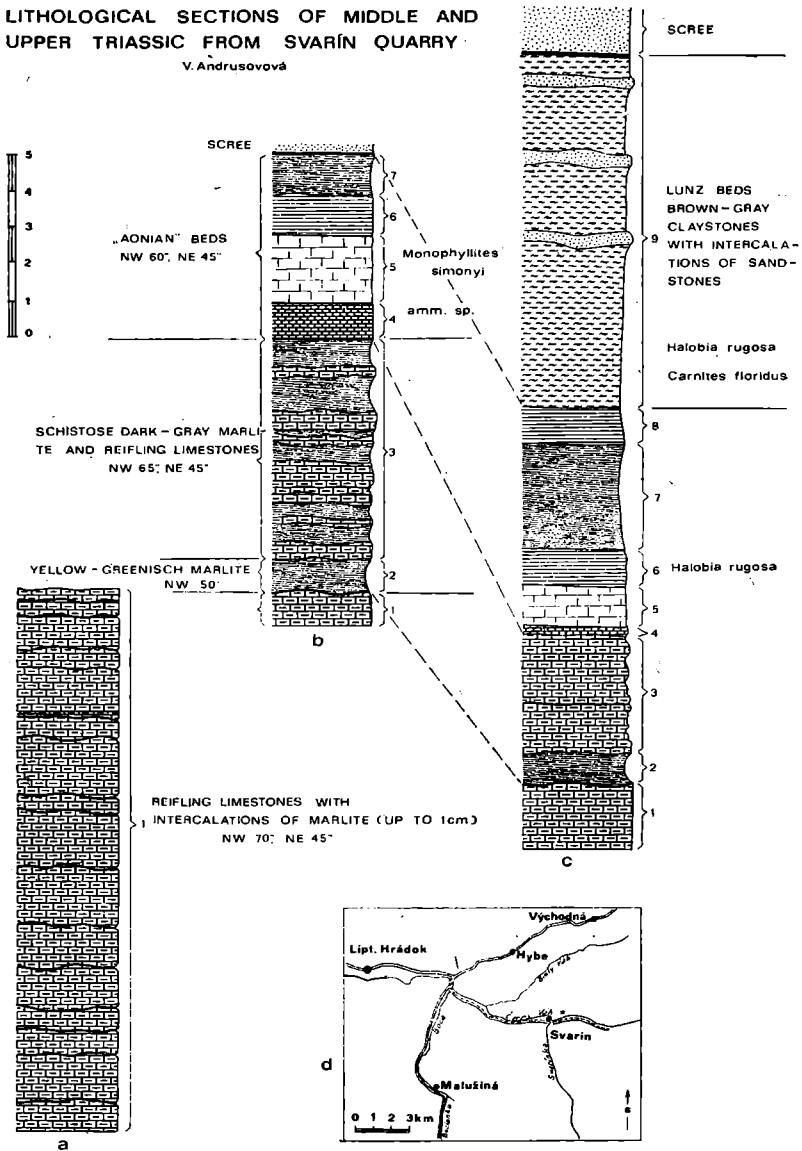 LITHOLOGICAL SECTIONS OF MIDDLE AND
UPPER TRIASSIC FROM SVARÍN QUARRY
V. Andrusovová
5
4
3
2
1
0
SCREE
„AONIAN" BEDS
NW 60°, NE 45°
SCHISTOSE DARK-GRAY MARLI-
TE AND REIFLING LIMESTONES
NW 65°, NE 45°
YELLOW-GREENISCH MARLITE
NW 50°
7
6
5
4
3
2
1
Monophyllites
simonyi
amm. sp.
b
1
REIFLING LIMESTONES WITH
INTERCALATIONS OF MARLITE (UP TO 1cm)
NW 70°, NE 45°
a
SCREE
9
LUNZ BEDS
BROWN-GRAY
CLAYSTONES
WITH INTERCALA-
TIONS OF SAND-
STONES
Halobia rugosa
Carnites floridus
8
7
6
Halobia rugosa
5
4
3
2
1
c
d
Východná
Lipt. Hrádok
Hybe
Svarín
Malužiná
0 1 2 3km